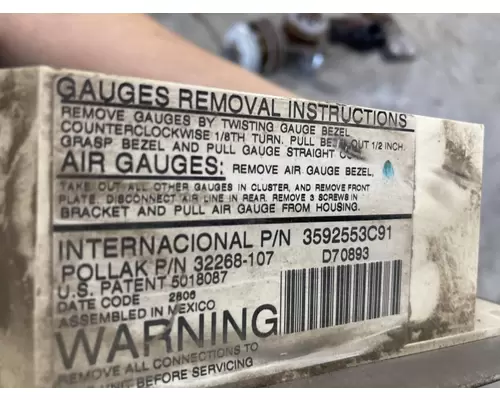 GAUGES REMOVAL INSTRUCTIONS
REMOVE GAUGES BY TWISTING GAUGE BEZEL
COUNTERCLOCKWISE 1/8TH TURN. PULL BEZEL OUT 1/2 INCH.
GRASP BEZEL AND PULL GAUGE STRAIGHT
AIR GAUGES: REMOVE AIR GAUGE BEZEL,
TAKE OUT ALL OTHER GAUGES IN CLUSTER, AND REMOVE FRONT
PLATE. DISCONNECT AIR LINE IN REAR. REMOVE 3 SCREWS IN
BRACKET AND PULL AIR GAUGE FROM HOUSING.
INTERNACIONAL P/N 3592553C91
POLLAK P/N 32268-107 D70893
U.S. PATENT 5018087
DATE CODE 2806
ASSEMBLED IN MEXICO
WARNING
REMOVE ALL CONNECTIONS TO
BEFORE SERVICING